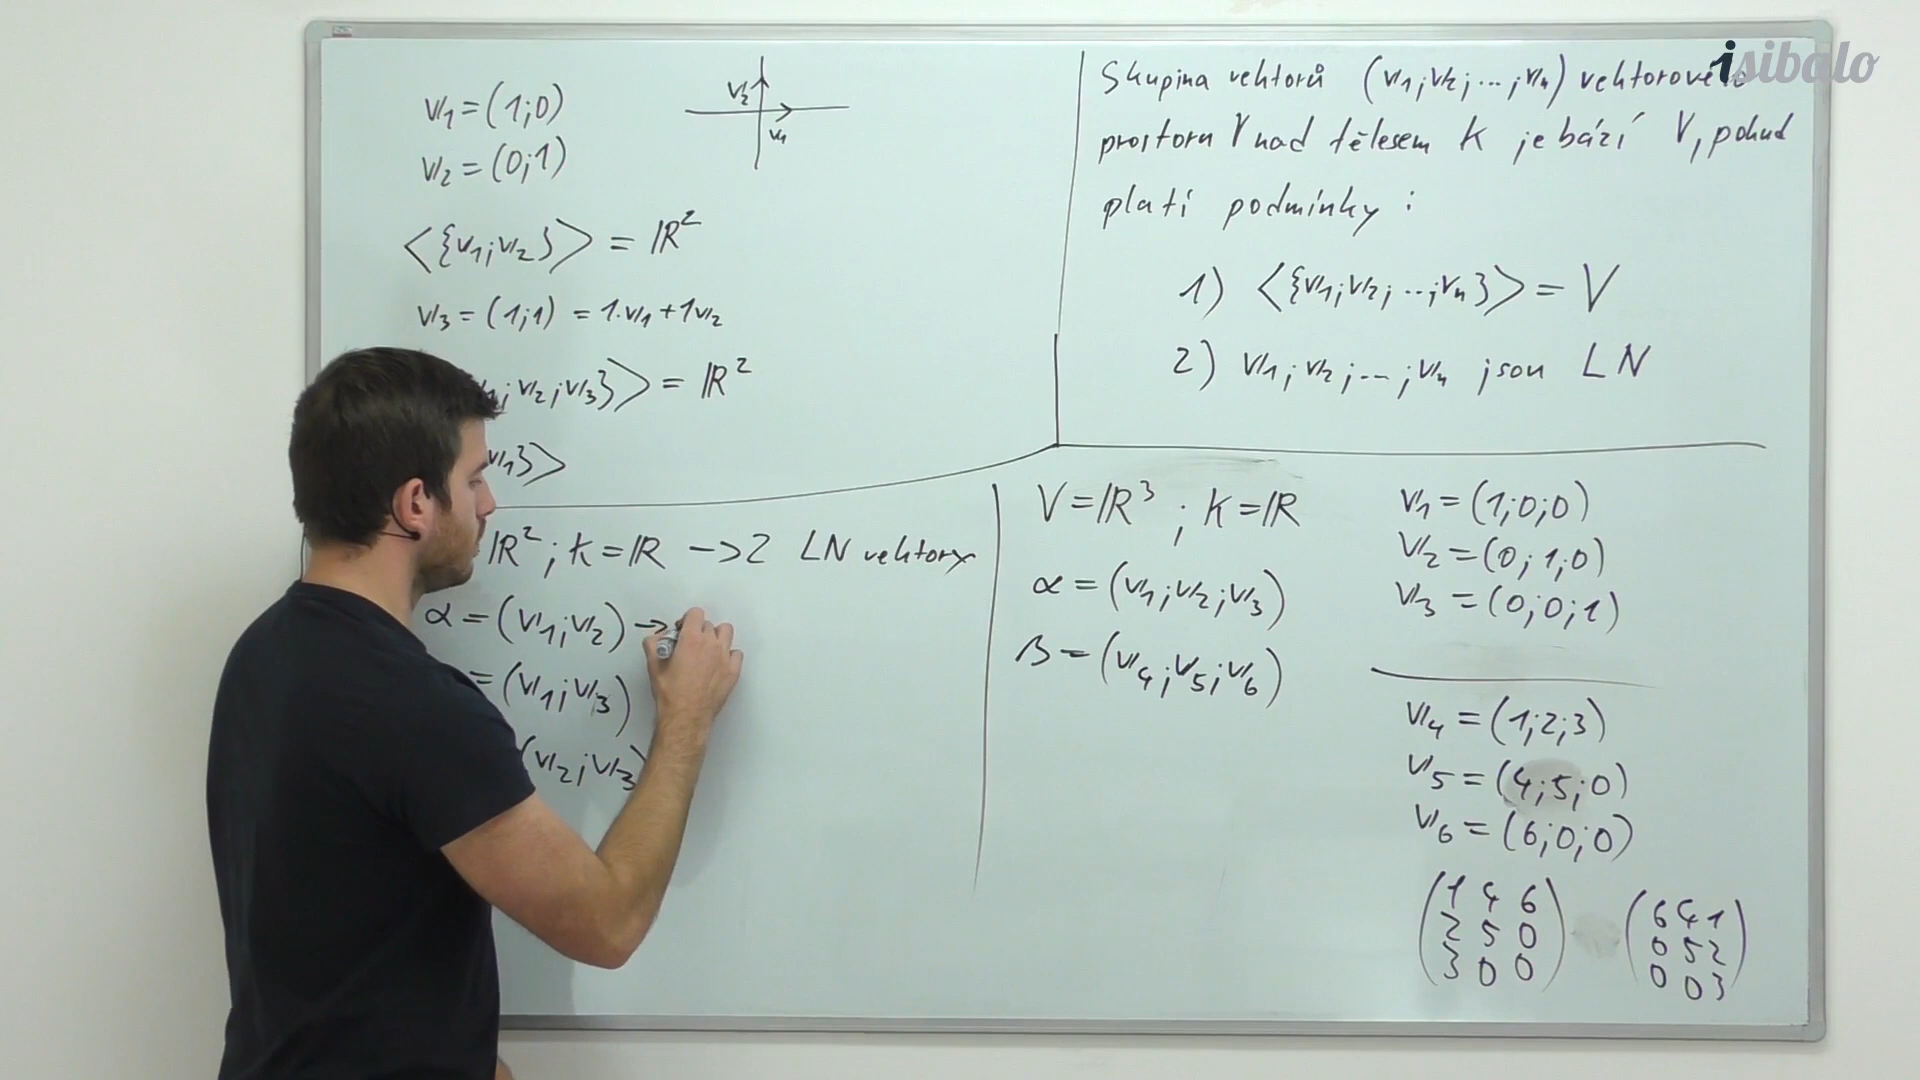 v₁ = (1;0)
v₂ = (0;1)
v₂
v₁
⟨{v₁;v₂}⟩ = ℝ²
v₃ = (1;1) = 1·v₁ + 1v₂
;v₂;v₃}⟩ = ℝ²
v₁}⟩
ℝ²; K = ℝ -> 2 LN vektory
α = (v₁;v₂) ->
= (v₁;v₃)
(v₂;v₃)
isibalo
Skupina vektorů (v₁;v₂;...;vₙ) vektorového
prostoru V nad tělesem K je bází V, pokud
platí podmínky:
1) ⟨{v₁;v₂;...;vₙ}⟩ = V
2) v₁;v₂;...;vₙ jsou LN
V = ℝ³; K = ℝ
α = (v₁;v₂;v₃)
β = (v₄;v₅;v₆)
v₁ = (1;0;0)
v₂ = (0;1;0)
v₃ = (0;0;1)
v₄ = (1;2;3)
v₅ = (4;5;0)
v₆ = (6;0;0)
(1 4 6) (6 4 1)
(2 5 0) (0 5 2)
(3 0 0) (0 0 3)